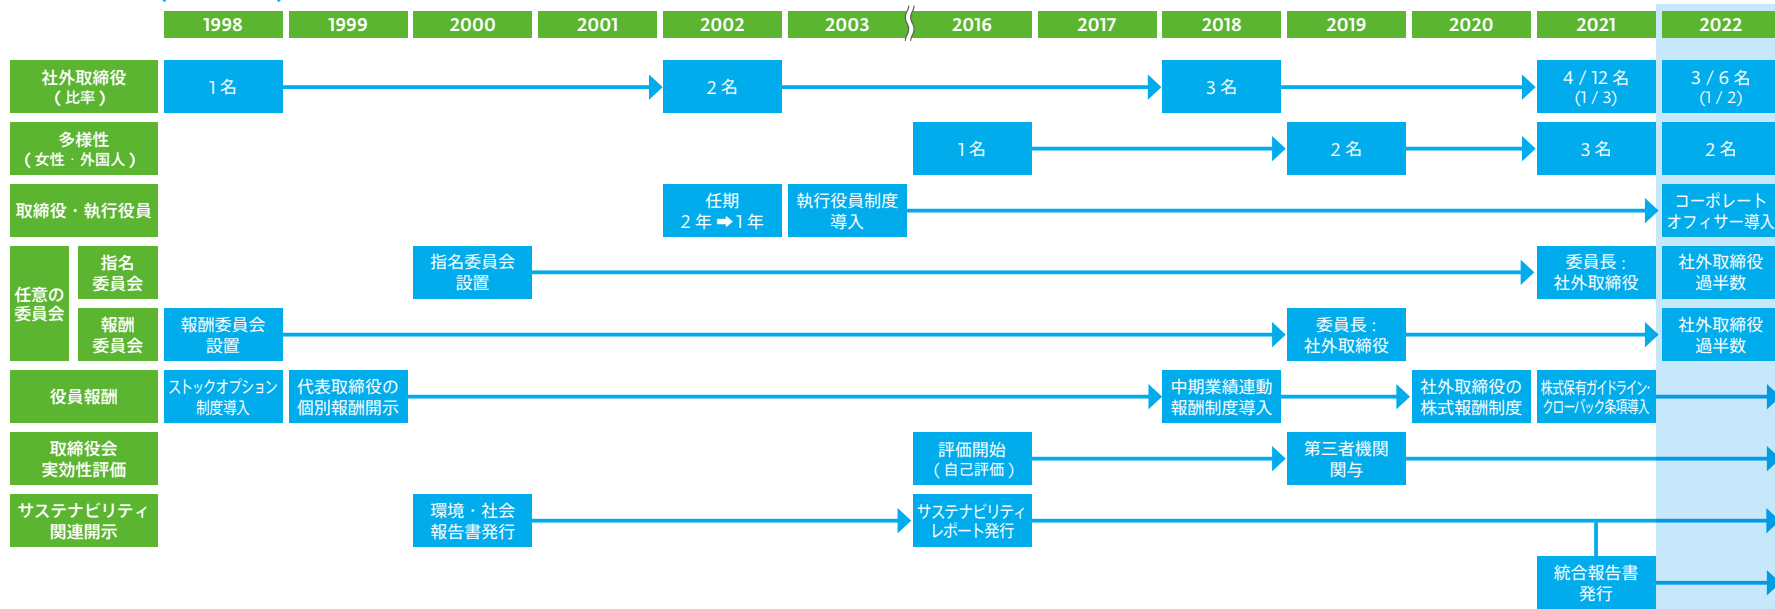 1998 1999 2000 2001 2002 2003 2016 2017 2018 2019 2020 2021 2022
社外取締役
(比率)
1名
2名
3名
4 / 12名
(1 / 3)
3 / 6名
(1 / 2)
多様性
(女性・外国人)
1名
2名
3名
2名
取締役・執行役員
任期
2年➡1年
執行役員制度
導入
コーポレート
オフィサー導入
任意の
委員会
指名
委員会
指名委員会
設置
委員長:
社外取締役
社外取締役
過半数
報酬
委員会
報酬委員会
設置
委員長:
社外取締役
社外取締役
過半数
役員報酬
ストックオプション
制度導入
代表取締役の
個別報酬開示
中期業績連動
報酬制度導入
社外取締役の
株式報酬制度
株式保有ガイドライン・
クローバック条項導入
取締役会
実効性評価
評価開始
(自己評価)
第三者機関
関与
サステナビリティ
関連開示
環境・社会
報告書発行
サステナビリティ
レポート発行
統合報告書
発行